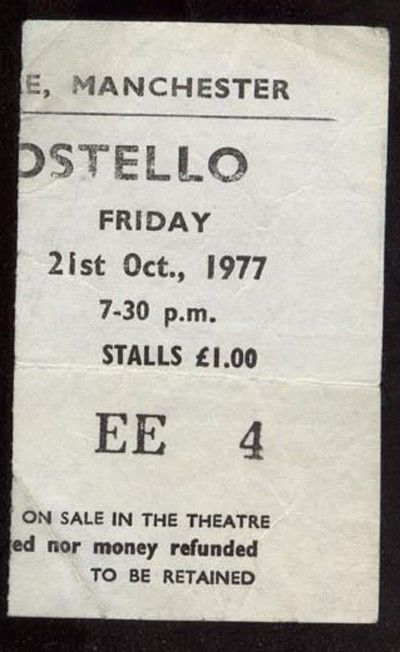 E, MANCHESTER
OSTELLO
FRIDAY
21st Oct., 1977
7-30 p.m.
STALLS £1.00
EE 4
ON SALE IN THE THEATRE
ed nor money refunded
TO BE RETAINED